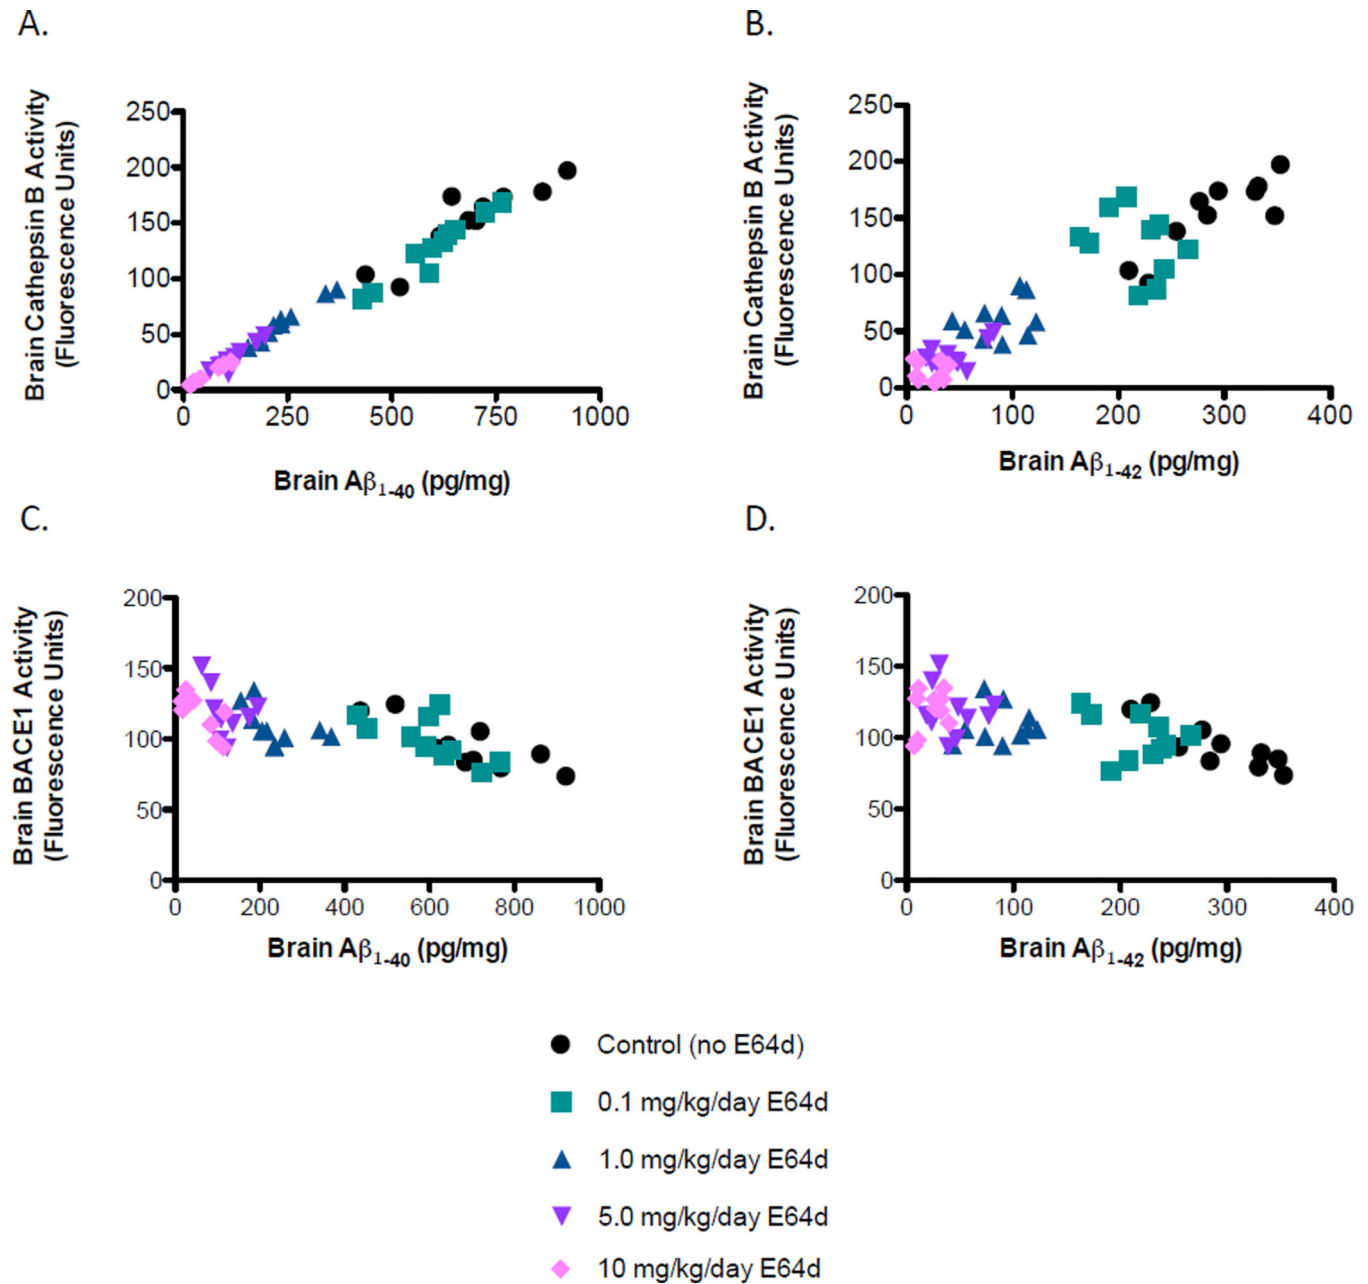 A.
Brain Cathepsin B Activity
(Fluorescence Units)
250
200
150
100
50
0
0 250 500 750 1000
Brain Aβ1-40 (pg/mg)
B.
Brain Cathepsin B Activity
(Fluorescence Units)
250
200
150
100
50
0
0 100 200 300 400
Brain Aβ1-42 (pg/mg)
C.
Brain BACE1 Activity
(Fluorescence Units)
200
150
100
50
0
0 200 400 600 800 1000
Brain Aβ1-40 (pg/mg)
D.
Brain BACE1 Activity
(Fluorescence Units)
200
150
100
50
0
0 100 200 300 400
Brain Aβ1-42 (pg/mg)
Control (no E64d)
0.1 mg/kg/day E64d
1.0 mg/kg/day E64d
5.0 mg/kg/day E64d
10 mg/kg/day E64d